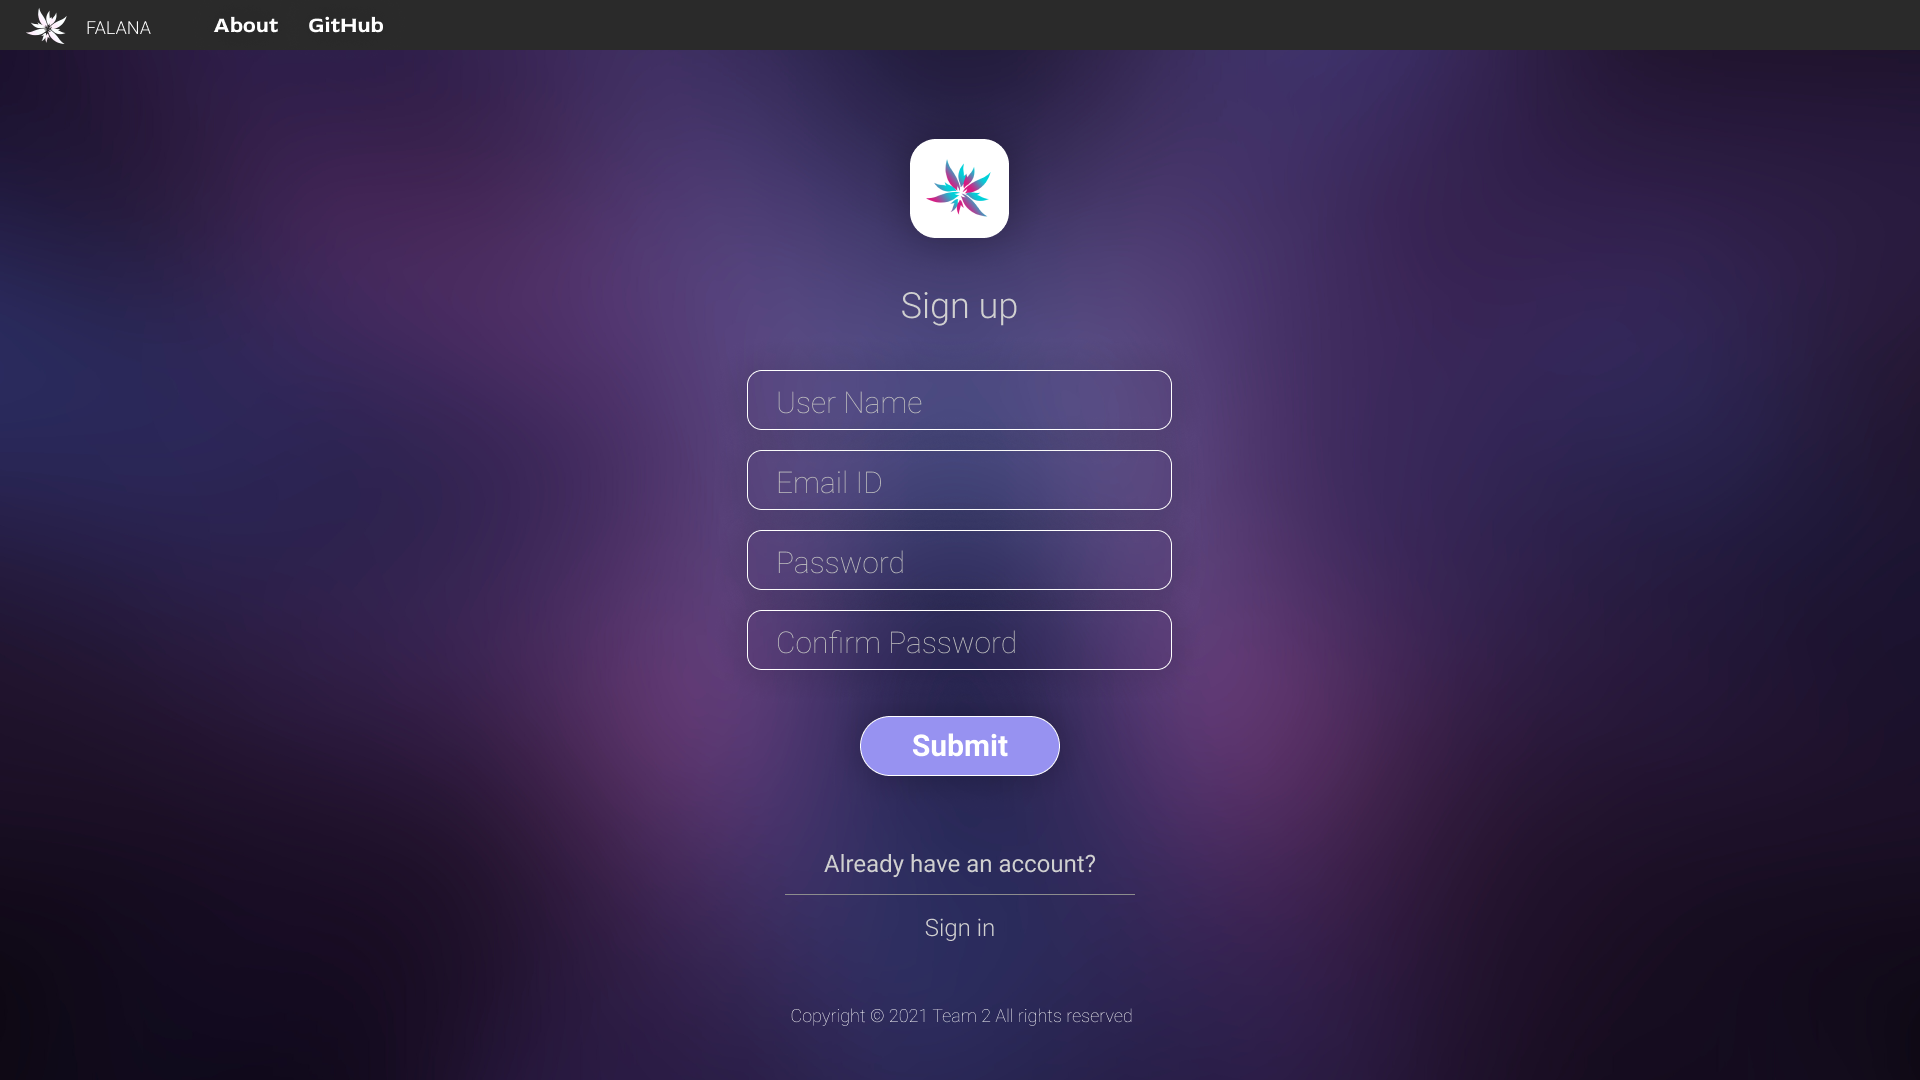 FALANA About GitHub
Sign up
User Name
Email ID
Password
Confirm Password
Submit
Already have an account?
Sign in
Copyright © 2021 Team 2 All rights reserved